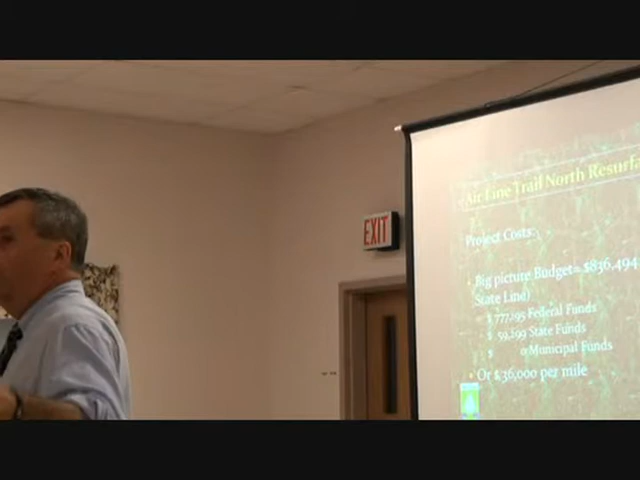 EXIT
Air Line Trail North Resurfa
Project Costs:
Big picture Budget= $836,494
State Line)
$ 777,295 Federal Funds
$ 59,199 State Funds
$ 0 Municipal Funds
Or $36,000 per mile